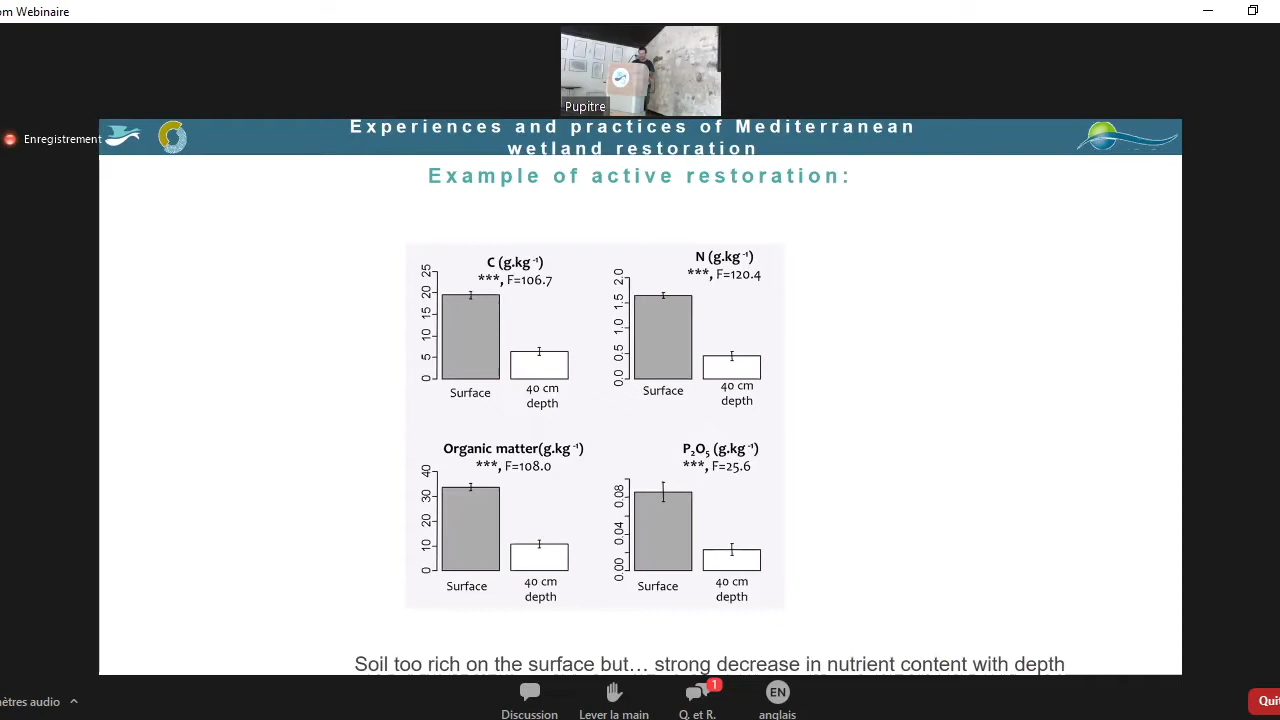 om Webinaire
Pupitre
Enregistrement
Experiences and practices of Mediterranean
wetland restoration
Example of active restoration:
C (g.kg⁻¹)
***, F=106.7
25
20
15
10
5
0
Surface
40 cm
depth
N (g.kg⁻¹)
***, F=120.4
2.0
1.5
1.0
0.5
0.0
Surface
40 cm
depth
Organic matter(g.kg⁻¹)
***, F=108.0
40
30
20
10
0
Surface
40 cm
depth
P₂O₅ (g.kg⁻¹)
***, F=25.6
0.08
0.04
0.00
Surface
40 cm
depth
Soil too rich on the surface but… strong decrease in nutrient content with depth
mètres audio
Discussion
Lever la main
1
Q. et R.
EN
anglais
Quit